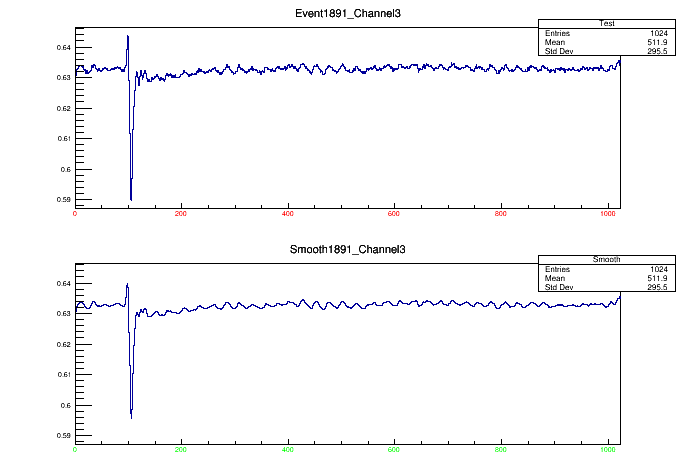 Event1891_Channel3
Test
Entries 1024
Mean 511.9
Std Dev 295.5
0.64
0.63
0.62
0.61
0.6
0.59
0 200 400 600 800 1000
Smooth1891_Channel3
Smooth
Entries 1024
Mean 511.9
Std Dev 295.5
0.64
0.63
0.62
0.61
0.6
0.59
0 200 400 600 800 1000